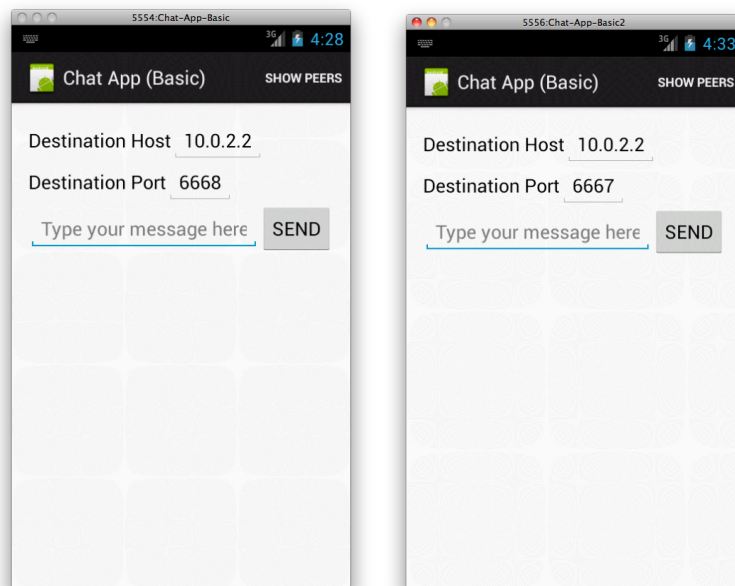 5554:Chat-App-Basic
3G 4:28
Chat App (Basic) SHOW PEERS
Destination Host 10.0.2.2
Destination Port 6668
Type your message here SEND
5556:Chat-App-Basic2
3G 4:33
Chat App (Basic) SHOW PEERS
Destination Host 10.0.2.2
Destination Port 6667
Type your message here SEND